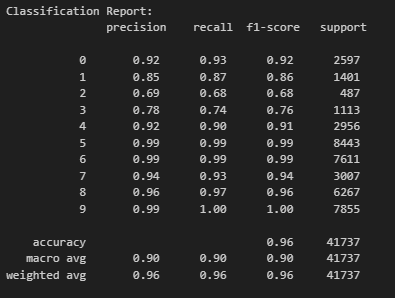 Classification Report:
precision recall f1-score support
0 0.92 0.93 0.92 2597
1 0.85 0.87 0.86 1401
2 0.69 0.68 0.68 487
3 0.78 0.74 0.76 1113
4 0.92 0.90 0.91 2956
5 0.99 0.99 0.99 8443
6 0.99 0.99 0.99 7611
7 0.94 0.93 0.94 3007
8 0.96 0.97 0.96 6267
9 0.99 1.00 1.00 7855
accuracy 0.96 41737
macro avg 0.90 0.90 0.90 41737
weighted avg 0.96 0.96 0.96 41737